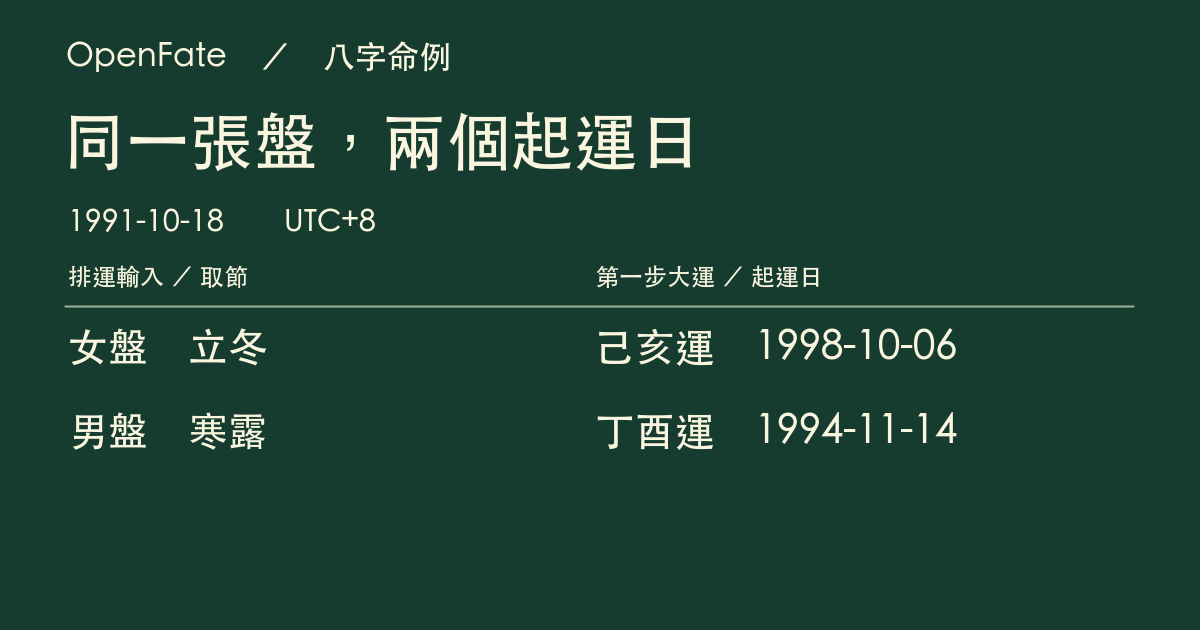 OpenFate ／ 八字命例
同一張盤，兩個起運日
1991-10-18 UTC+8
排運輸入 ／ 取節 第一步大運 ／ 起運日
女盤 立冬 己亥運 1998-10-06
男盤 寒露 丁酉運 1994-11-14